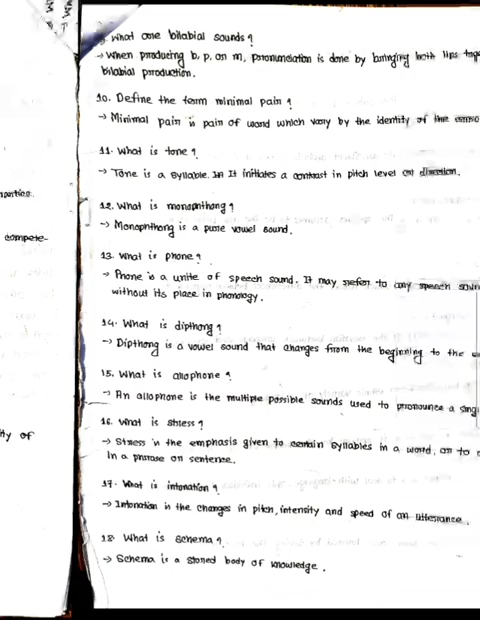 What are bilabial sounds?
→ When producing b, p, or m, pronunciation is done by bringing both lips
bilabial production.
10. Define the term minimal pair?
→ Minimal pair is pair of word which vary by the identity of the
11. What is tone?
→ Tone is a syllable. In It initiates a contrast in pitch level or direction.
12. What is monophthong?
→ Monophthong is a pure vowel sound.
13. What is phone?
→ Phone is a unite of speech sound. It may refer to any speech
without its place in phonology.
14. What is dipthong?
→ Dipthong is a vowel sound that changes from the beginning to the
15. What is allophone?
→ An allophone is the multiple possible sounds used to pronounce a
16. What is stress?
→ Stress is the emphasis given to certain syllables in a word, or to
In a phrase or sentence.
17. What is intonation?
→ Intonation is the changes in pitch, intensity and speed of an utterance.
18. What is schema?
→ Schema is a stored body of knowledge.
compete-
of